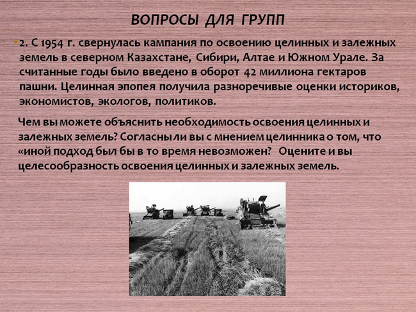 ВОПРОСЫ ДЛЯ ГРУПП
2. С 1954 г. свернулась кампания по освоению целинных и залежных
земель в северном Казахстане, Сибири, Алтае и Южном Урале. За
считанные годы было введено в оборот 42 миллиона гектаров
пашни. Целинная эпопея получила разноречивые оценки историков,
экономистов, экологов, политиков.
Чем вы можете объяснить необходимость освоения целинных и
залежных земель? Согласны ли вы с мнением целинника о том, что
«иной подход был бы в то время невозможен? Оцените и вы
целесообразность освоения целинных и залежных земель.